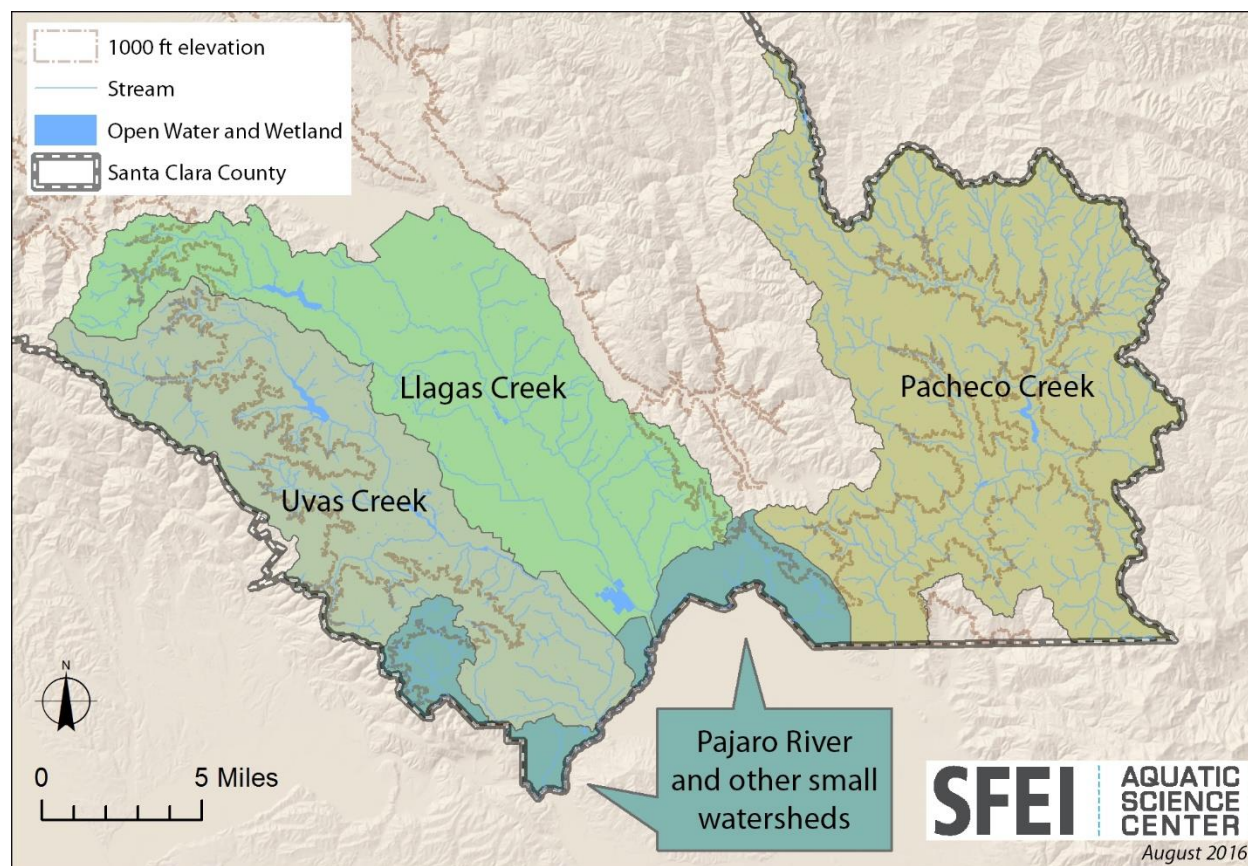 1000 ft elevation
Stream
Open Water and Wetland
Santa Clara County
Llagas Creek
Pacheco Creek
Uvas Creek
N
0 5 Miles
Pajaro River
and other small
watersheds
SFEI
AQUATIC
SCIENCE
CENTER
August 2016